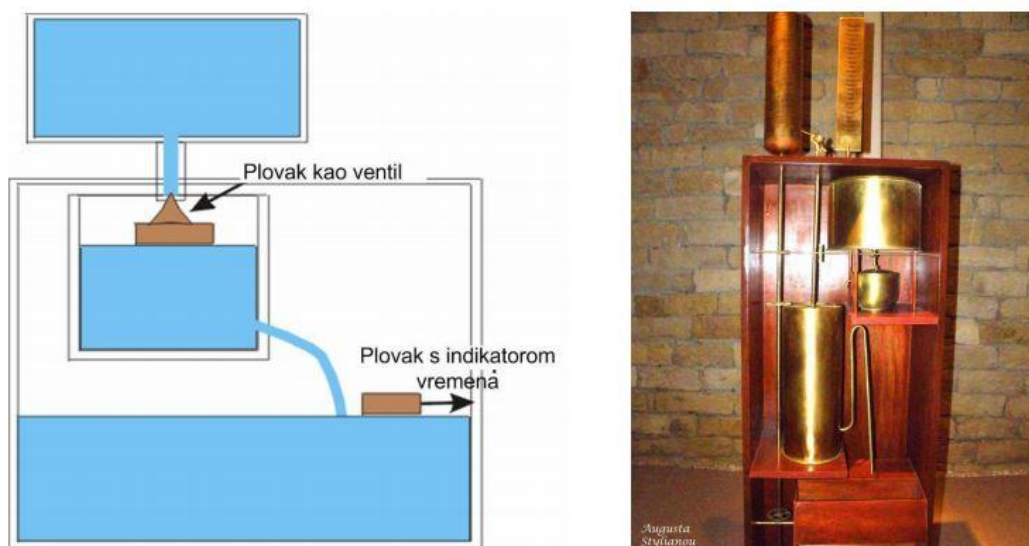 Plovak kao ventil
Plovak s indikatorom
vremena
Augusta
Stylianou